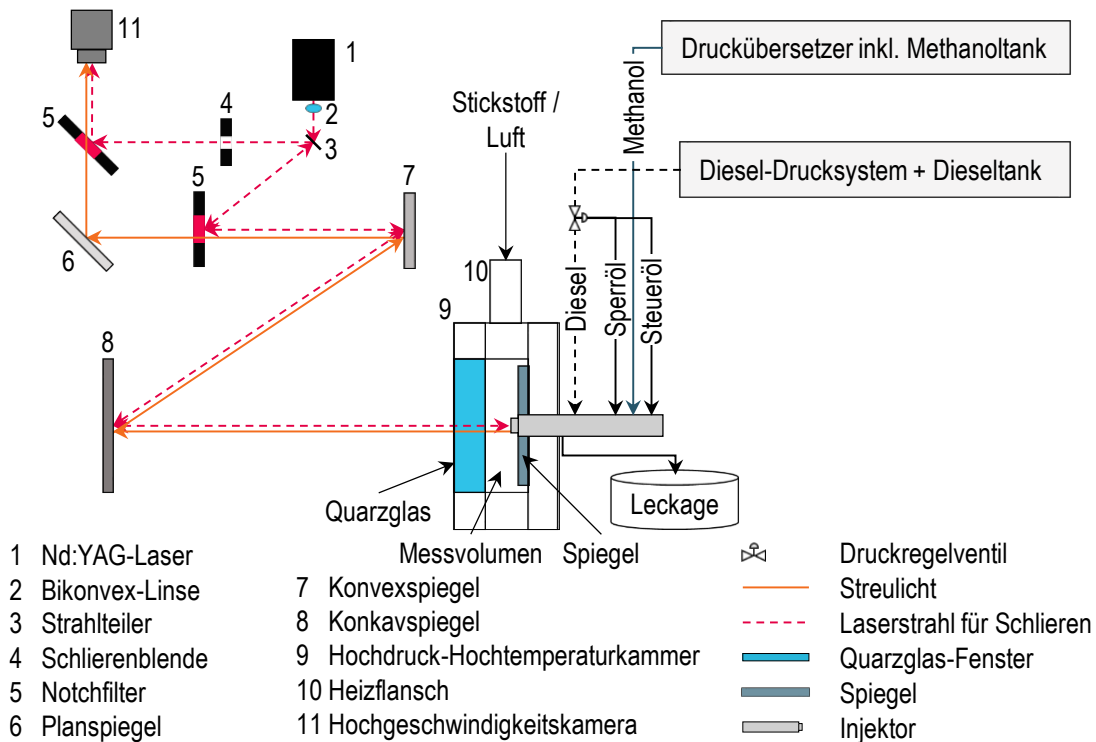 11
1
Druckübersetzer inkl. Methanoltank
2
4
Stickstoff /
Luft
Methanol
5
3
5
7
Diesel-Drucksystem + Dieseltank
6
10
Diesel
Sperröl
Steueröl
9
8
Quarzglas
Leckage
Messvolumen
Spiegel
1 Nd:YAG-Laser
2 Bikonvex-Linse
3 Strahlteiler
4 Schlierenblende
5 Notchfilter
6 Planspiegel
7 Konvexspiegel
8 Konkavspiegel
9 Hochdruck-Hochtemperaturkammer
10 Heizflansch
11 Hochgeschwindigkeitskamera
Druckregelventil
Streulicht
Laserstrahl für Schlieren
Quarzglas-Fenster
Spiegel
Injektor